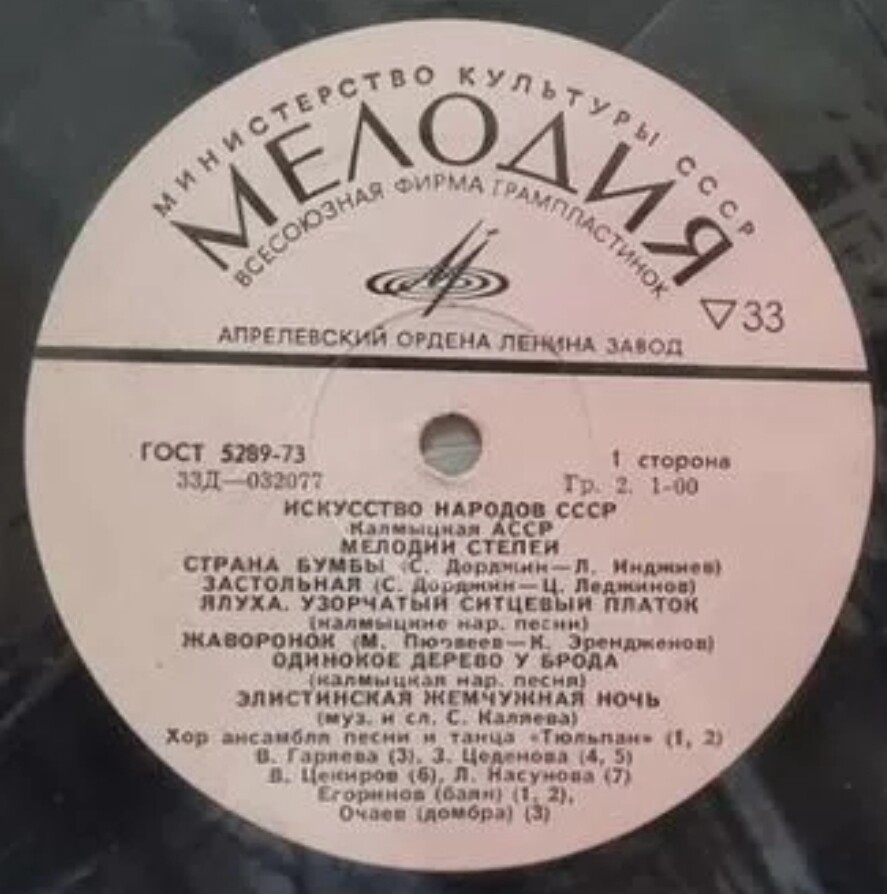 МИНИСТЕРСТВО КУЛЬТУРЫ СССР
МЕЛОДИЯ
ВСЕСОЮЗНАЯ ФИРМА ГРАМПЛАСТИНОК
▽33
АПРЕЛЕВСКИЙ ОРДЕНА ЛЕНИНА ЗАВОД
ГОСТ 5289-73
1 сторона
33Д—032077
Гр. 2. 1-00
ИСКУССТВО НАРОДОВ СССР
Калмыцкая АССР
МЕЛОДИИ СТЕПЕЙ
СТРАНА БУМБЫ (С. Дорджин—Л. Инджиев)
ЗАСТОЛЬНАЯ (С. Дорджин—Ц. Леджинов)
ЯЛУХА. УЗОРЧАТЫЙ СИТЦЕВЫЙ ПЛАТОК
(калмыцкие нар. песни)
ЖАВОРОНОК (М. Пюрвеев—К. Эрендженов)
ОДИНОКОЕ ДЕРЕВО У БРОДА
(калмыцкая нар. песня)
ЭЛИСТИНСКАЯ ЖЕМЧУЖНАЯ НОЧЬ
(муз. и сл. С. Каляева)
Хор ансамбля песни и танца «Тюльпан» (1, 2)
В. Гаряева (3), З. Цеденова (4, 5)
В. Цекиров (6), Л. Насунова (7)
Егоринов (баян) (1, 2),
Очаев (домбра) (3)